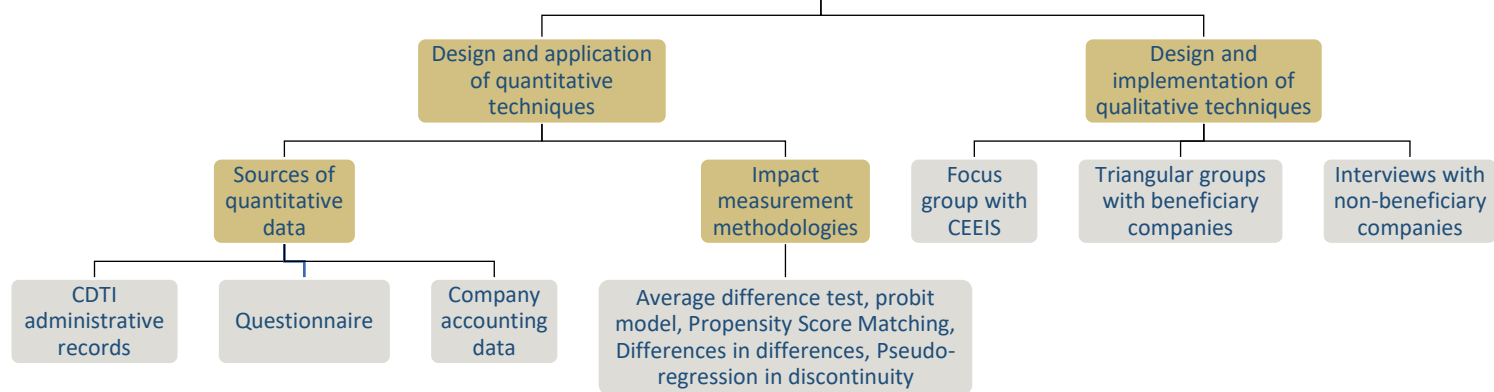 Design and application
of quantitative
techniques
Design and
implementation of
qualitative techniques
Sources of
quantitative
data
Impact
measurement
methodologies
Focus
group with
CEEIS
Triangular groups
with beneficiary
companies
Interviews with
non-beneficiary
companies
CDTI
administrative
records
Questionnaire
Company
accounting
data
Average difference test, probit
model, Propensity Score Matching,
Differences in differences, Pseudo-
regression in discontinuity